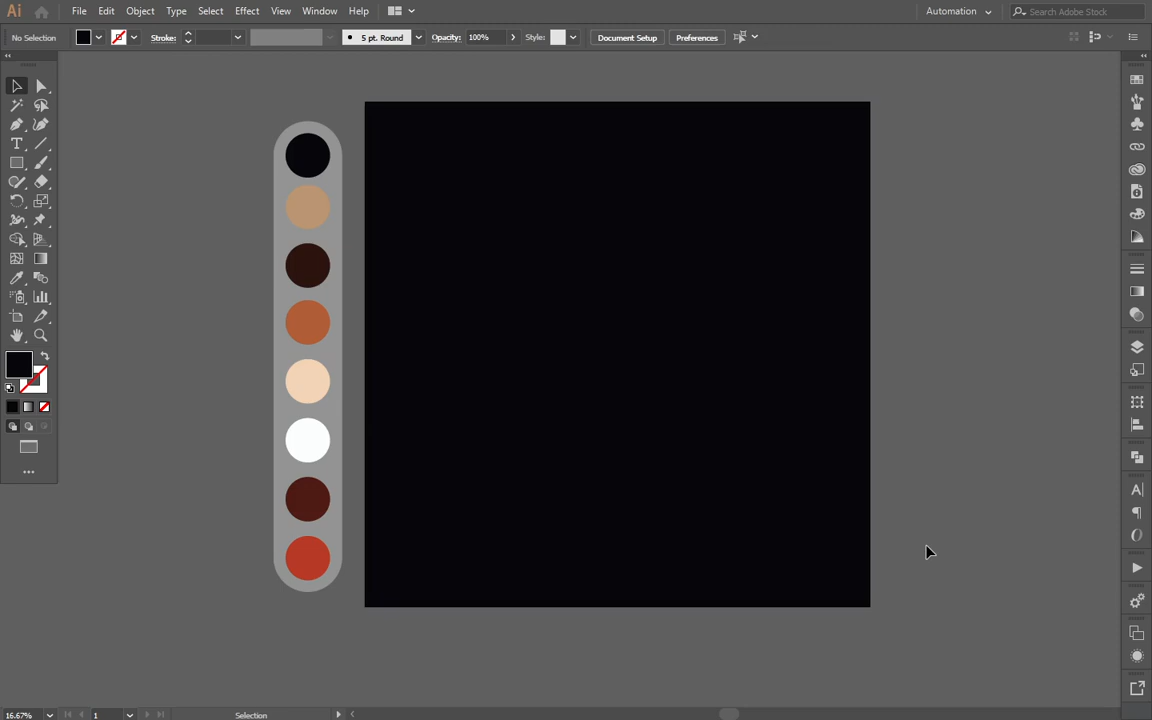 Ai File Edit Object Type Select Effect View Window Help Automation Search Adobe Stock
No Selection Stroke: 5 pt. Round Opacity: 100% Style: Document Setup Preferences
16.67% 1 Selection